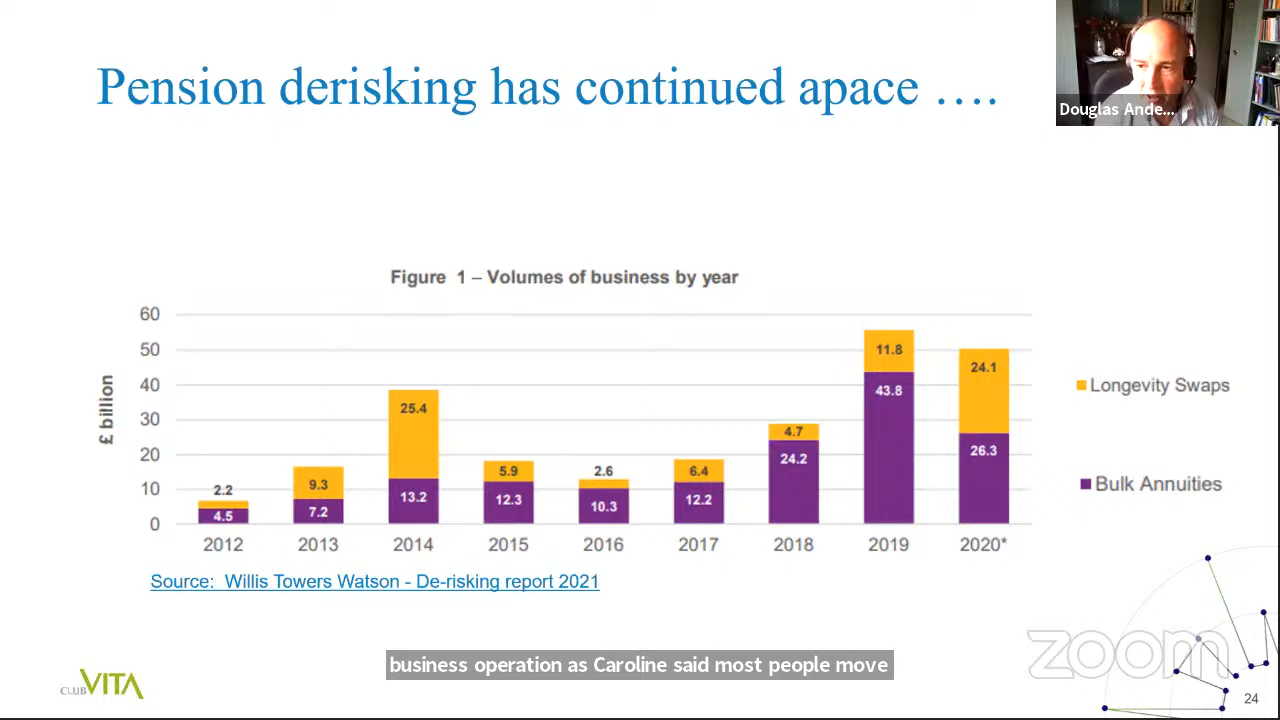 Pension derisking has continued apace ….
Douglas Ande...
Figure 1 – Volumes of business by year
£ billion
60
50
40
30
20
10
0
2.2
4.5
9.3
7.2
25.4
13.2
5.9
12.3
2.6
10.3
6.4
12.2
4.7
24.2
11.8
43.8
24.1
26.3
2012 2013 2014 2015 2016 2017 2018 2019 2020*
Longevity Swaps
Bulk Annuities
Source: Willis Towers Watson - De-risking report 2021
business operation as Caroline said most people move
zoom
CLUB VITA
24